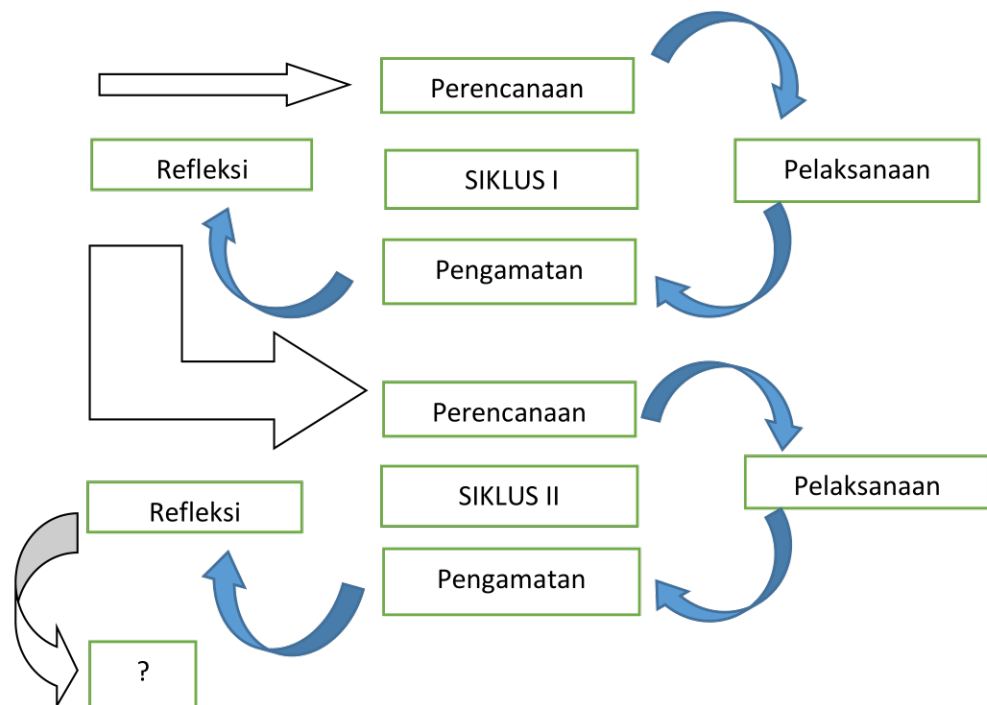 Perencanaan
Refleksi
SIKLUS I
Pelaksanaan
Pengamatan
Perencanaan
Refleksi
SIKLUS II
Pelaksanaan
Pengamatan
?